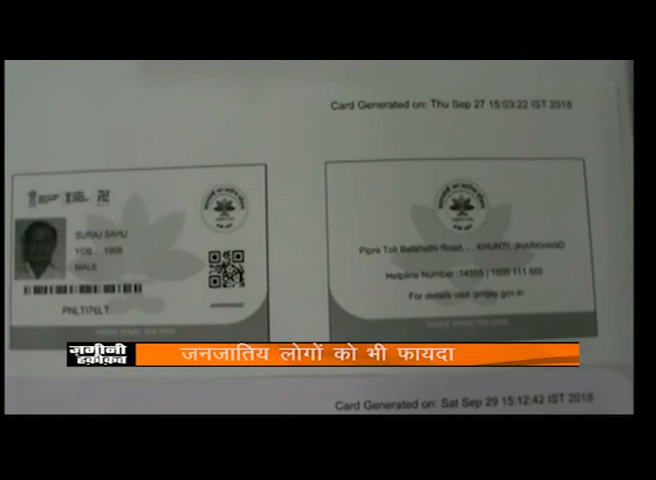 Card Generated on: Thu Sep 27 15:03:22 IST 2018
SURAJ SAHU
YOB : 1958
MALE
PNLTI76LT
Pipra Toli Belahathi Road, , , KHUNTI, JHARKHAND
Helpline Number :14555 | 1800 111 565
For details visit pmjay.gov.in
ज़मीनी
हक़ीक़त
जनजातिय लोगों को भी फायदा
Card Generated on: Sat Sep 29 15:12:42 IST 2018